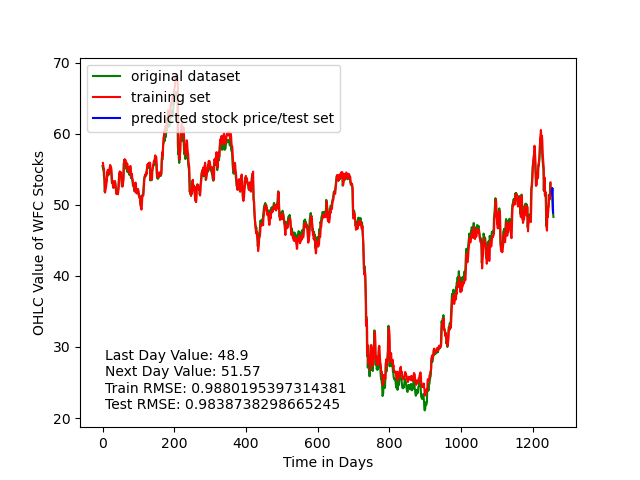 original dataset
training set
predicted stock price/test set
70
60
50
40
30
20
OHLC Value of WFC Stocks
Last Day Value: 48.9
Next Day Value: 51.57
Train RMSE: 0.9880195397314381
Test RMSE: 0.9838738298665245
0 200 400 600 800 1000 1200
Time in Days